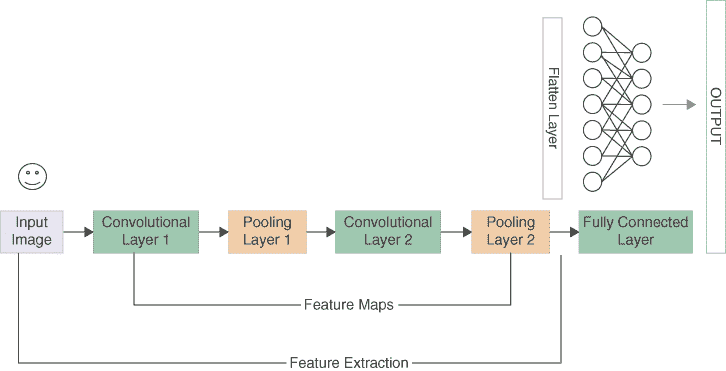 Flatten Layer
OUTPUT
Input
Image
Convolutional
Layer 1
Pooling
Layer 1
Convolutional
Layer 2
Pooling
Layer 2
Fully Connected
Layer
Feature Maps
Feature Extraction